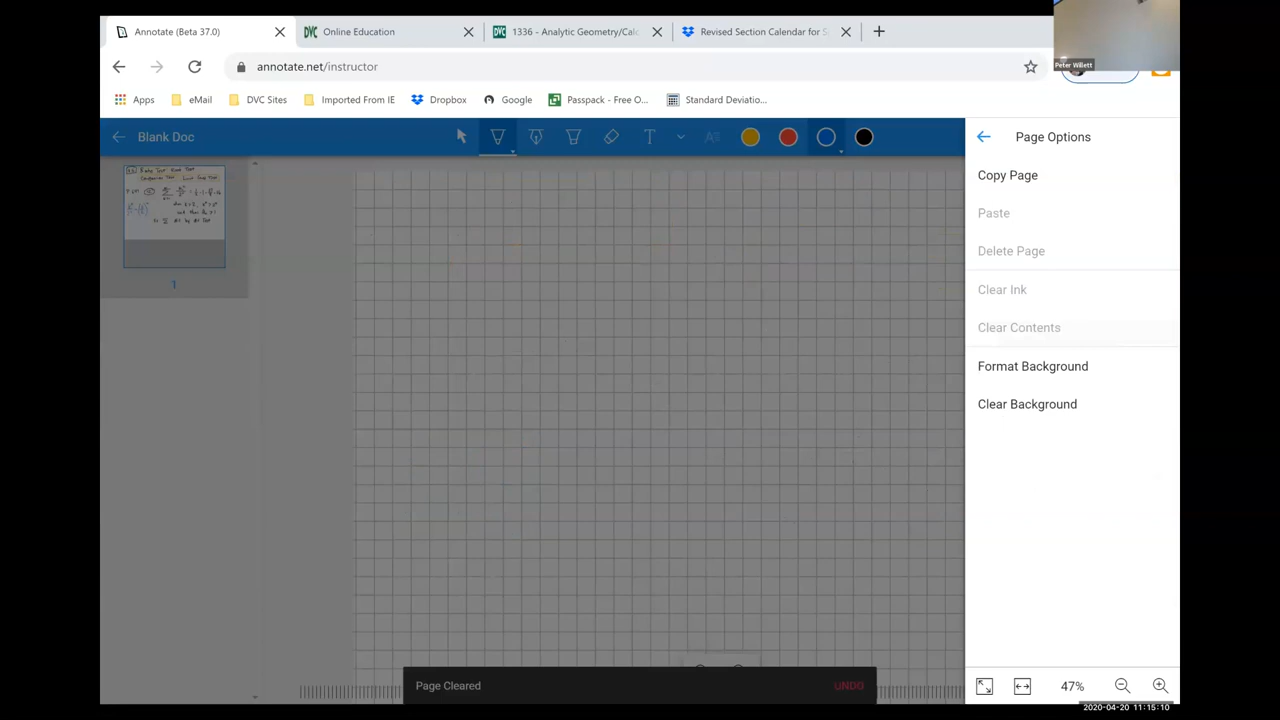 Annotate (Beta 37.0)
Online Education
1336 - Analytic Geometry/Calc
Revised Section Calendar for S
annotate.net/instructor
Peter Willett
Apps
eMail
DVC Sites
Imported From IE
Dropbox
Google
Passpack - Free O...
Standard Deviatio...
Blank Doc
T
Page Options
Copy Page
Paste
Delete Page
Clear Ink
Clear Contents
Format Background
Clear Background
1
Page Cleared
UNDO
47%
2020-04-20 11:15:10